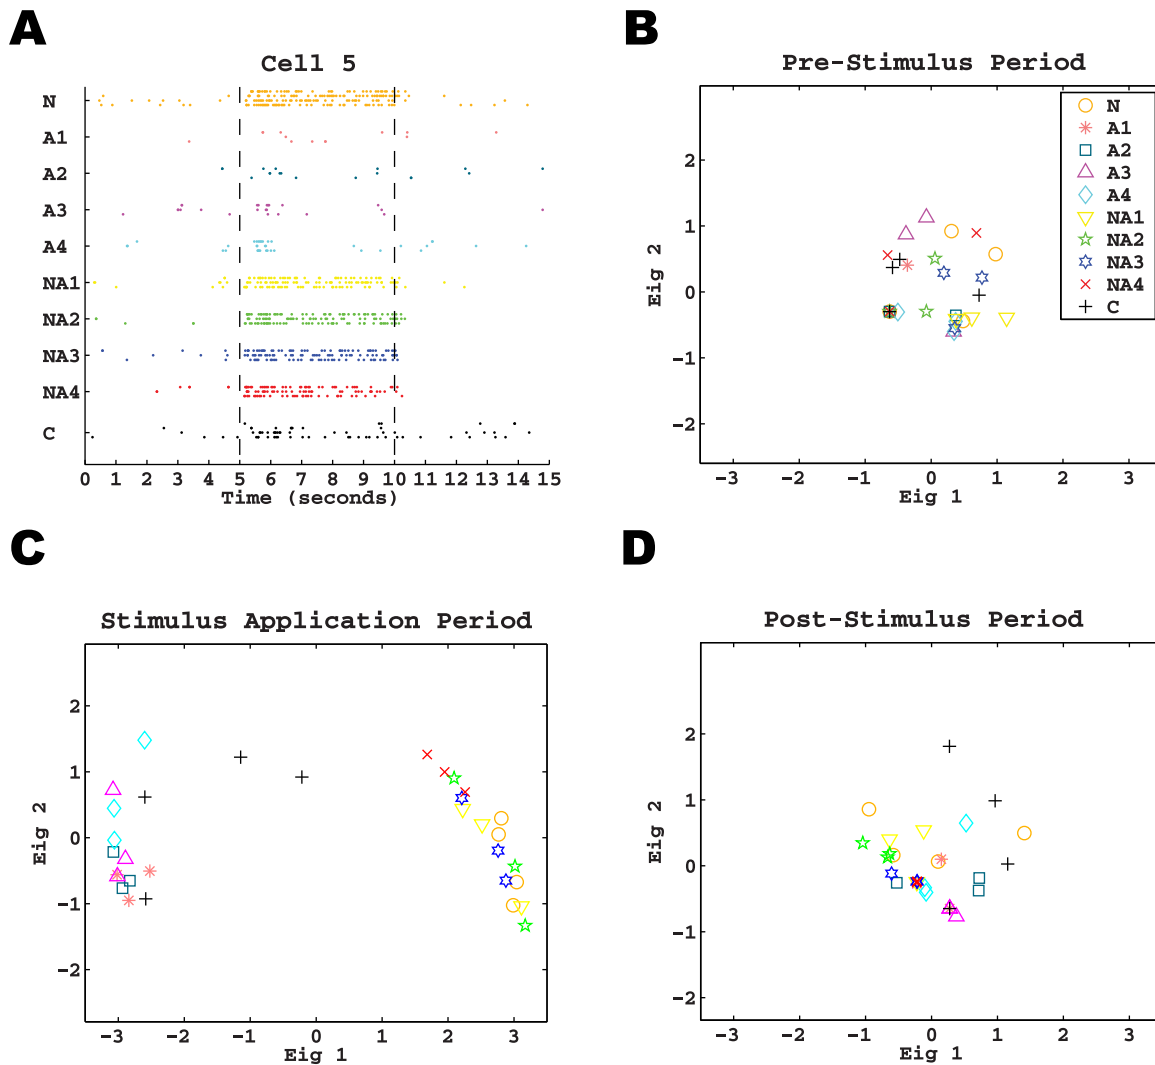 A
Cell 5
N
A1
A2
A3
A4
NA1
NA2
NA3
NA4
C
0 1 2 3 4 5 6 7 8 9 10 11 12 13 14 15
Time (seconds)
B
Pre-Stimulus Period
Eig 2
2
1
0
-1
-2
-3 -2 -1 0 1 2 3
Eig 1
N
A1
A2
A3
A4
NA1
NA2
NA3
NA4
C
C
Stimulus Application Period
Eig 2
2
1
0
-1
-2
-3 -2 -1 0 1 2 3
Eig 1
D
Post-Stimulus Period
Eig 2
2
1
0
-1
-2
-3 -2 -1 0 1 2 3
Eig 1